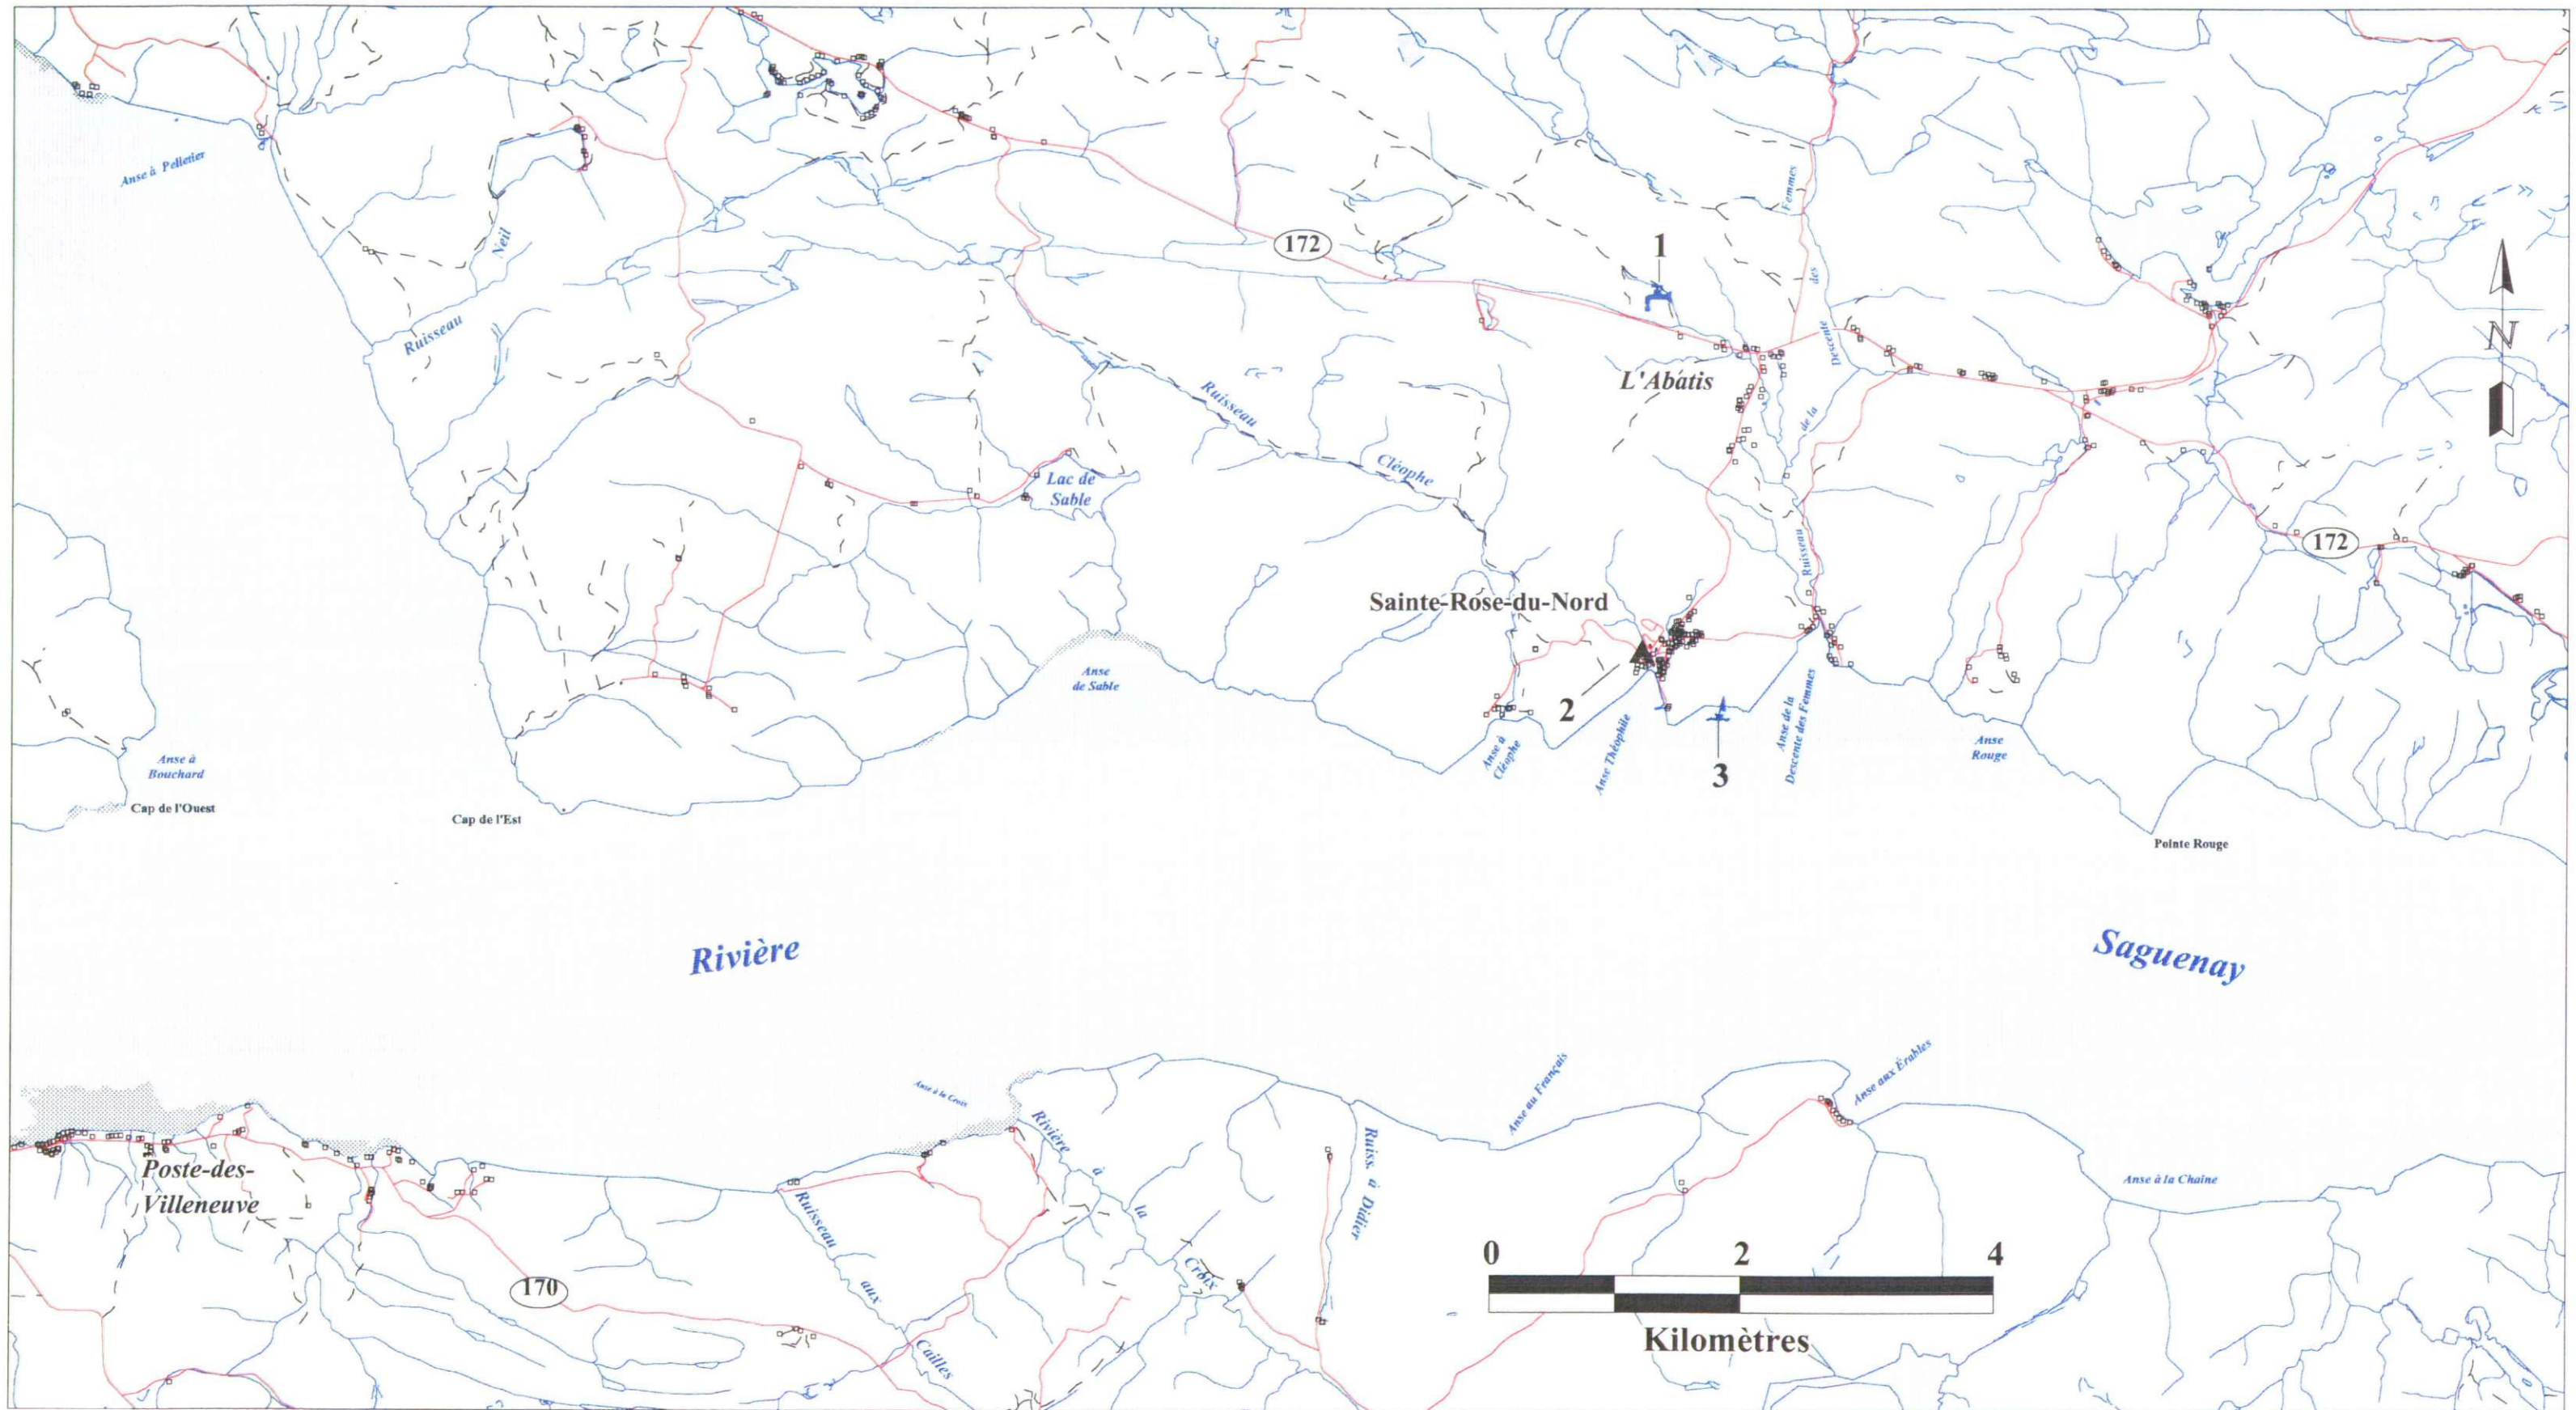 Anse à Pelletier
Neil
Ruisseau
172
1
Femmes
des
Descente
de la
Ruisseau
L'Abatis
N
Ruisseau
Cléophe
Lac de
Sable
172
Sainte-Rose-du-Nord
2
3
Anse
de Sable
Anse à
Cléophe
Anse Théophile
Anse de la
Descente des Femmes
Anse
Rouge
Anse à
Bouchard
Cap de l'Ouest
Cap de l'Est
Pointe Rouge
Rivière
Saguenay
Anse à la Croix
Rivière
à
la
Croix
Anse au Français
Anse aux Érables
Ruiss. à Didier
Poste-des-
Villeneuve
Anse à la Chaîne
Ruisseau
aux
Cailles
170
0 2 4
Kilomètres